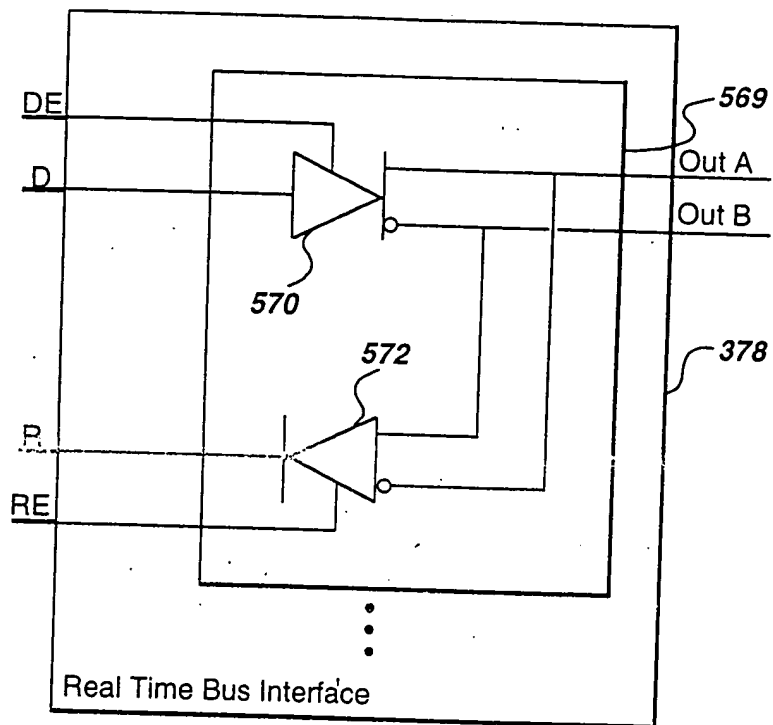 569
DE
Out A
D
Out B
570
378
572
R
RE
Real Time Bus Interface